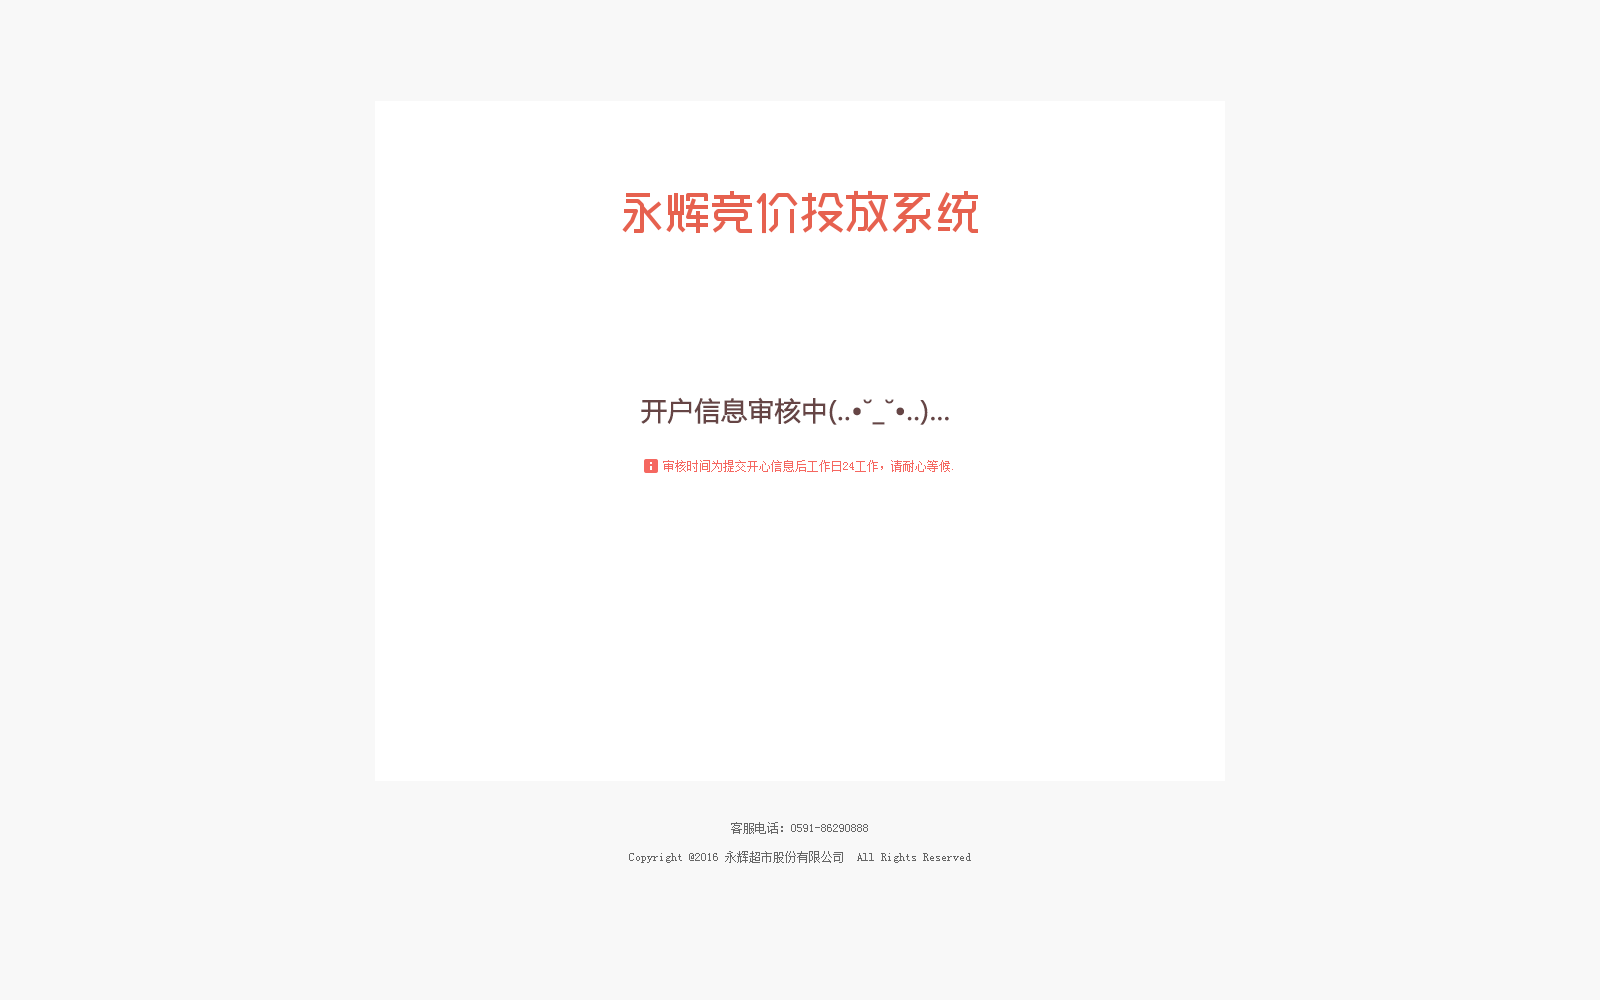 永辉竞价投放系统
开户信息审核中(..•˘_˘•..)...
审核时间为提交开心信息后工作日24工作，请耐心等候.
客服电话：0591-86290888
Copyright @2016 永辉超市股份有限公司  All Rights Reserved